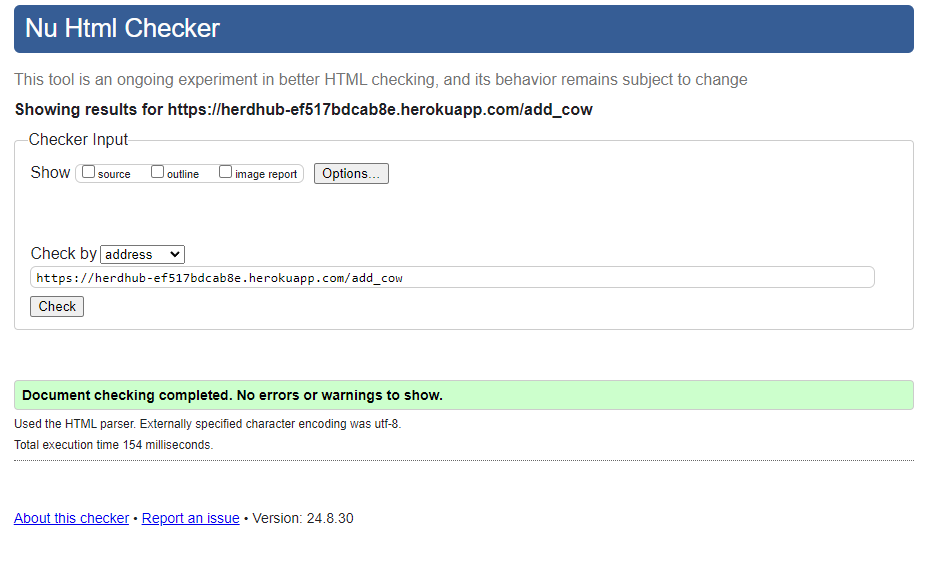 Nu Html Checker
This tool is an ongoing experiment in better HTML checking, and its behavior remains subject to change
Showing results for https://herdhub-ef517bdcab8e.herokuapp.com/add_cow
Checker Input
Show source outline image report Options...
Check by address
https://herdhub-ef517bdcab8e.herokuapp.com/add_cow
Check
Document checking completed. No errors or warnings to show.
Used the HTML parser. Externally specified character encoding was utf-8.
Total execution time 154 milliseconds.
About this checker • Report an issue • Version: 24.8.30